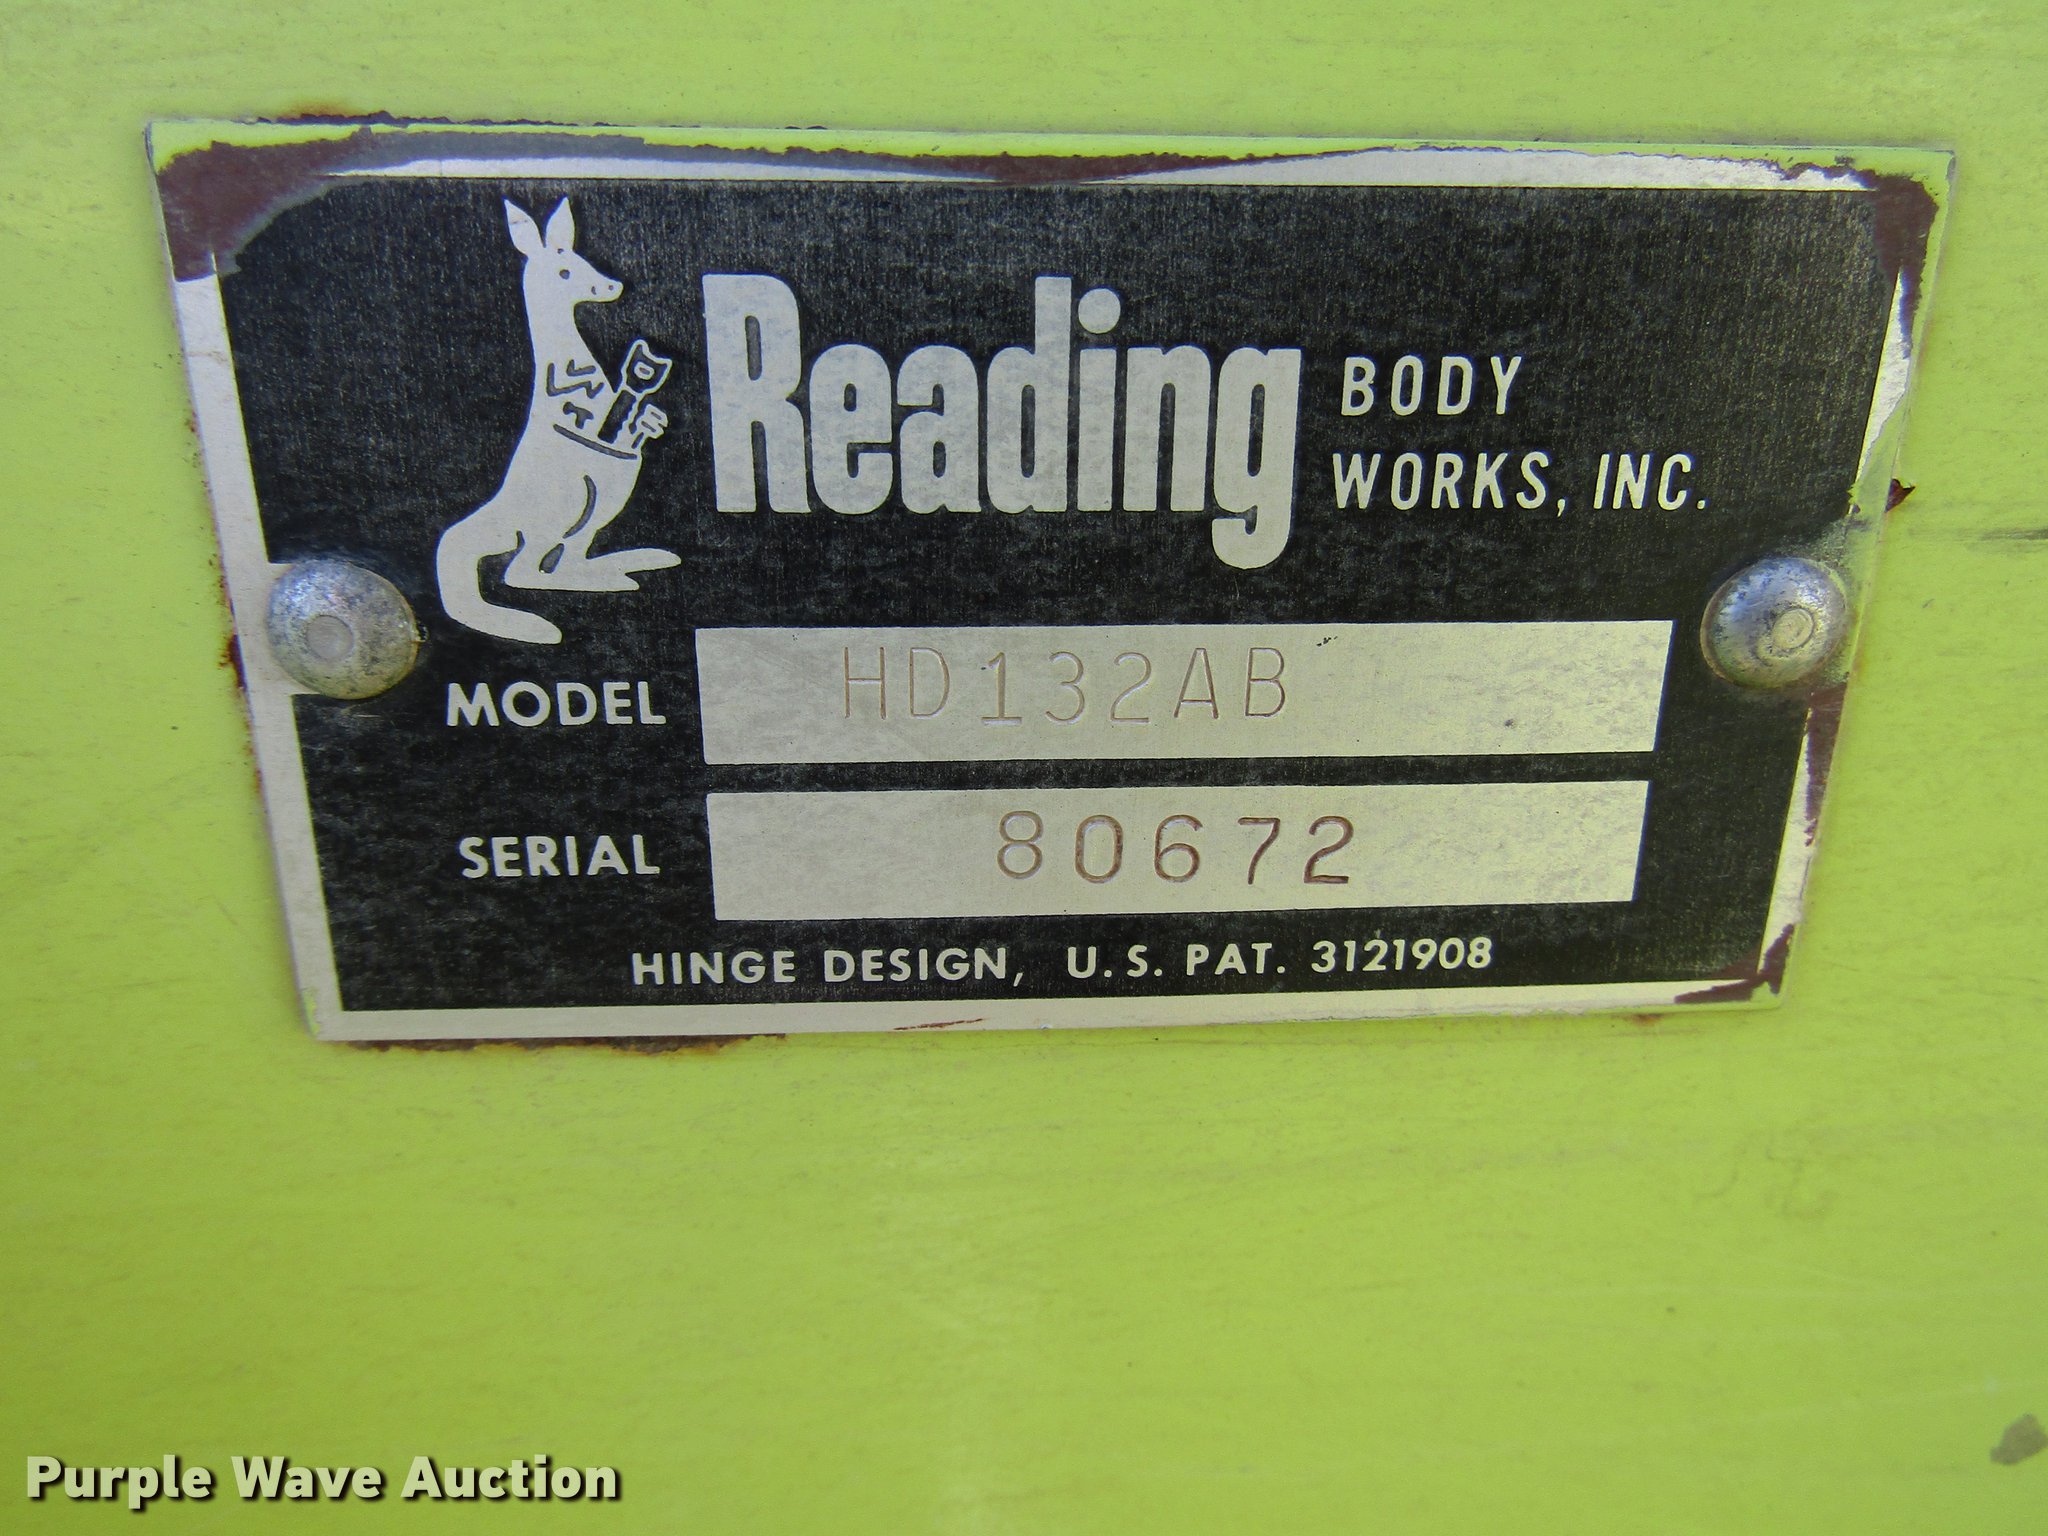 Reading BODY
WORKS, INC.
MODEL HD132AB
SERIAL 80672
HINGE DESIGN, U.S. PAT. 3121908
Purple Wave Auction